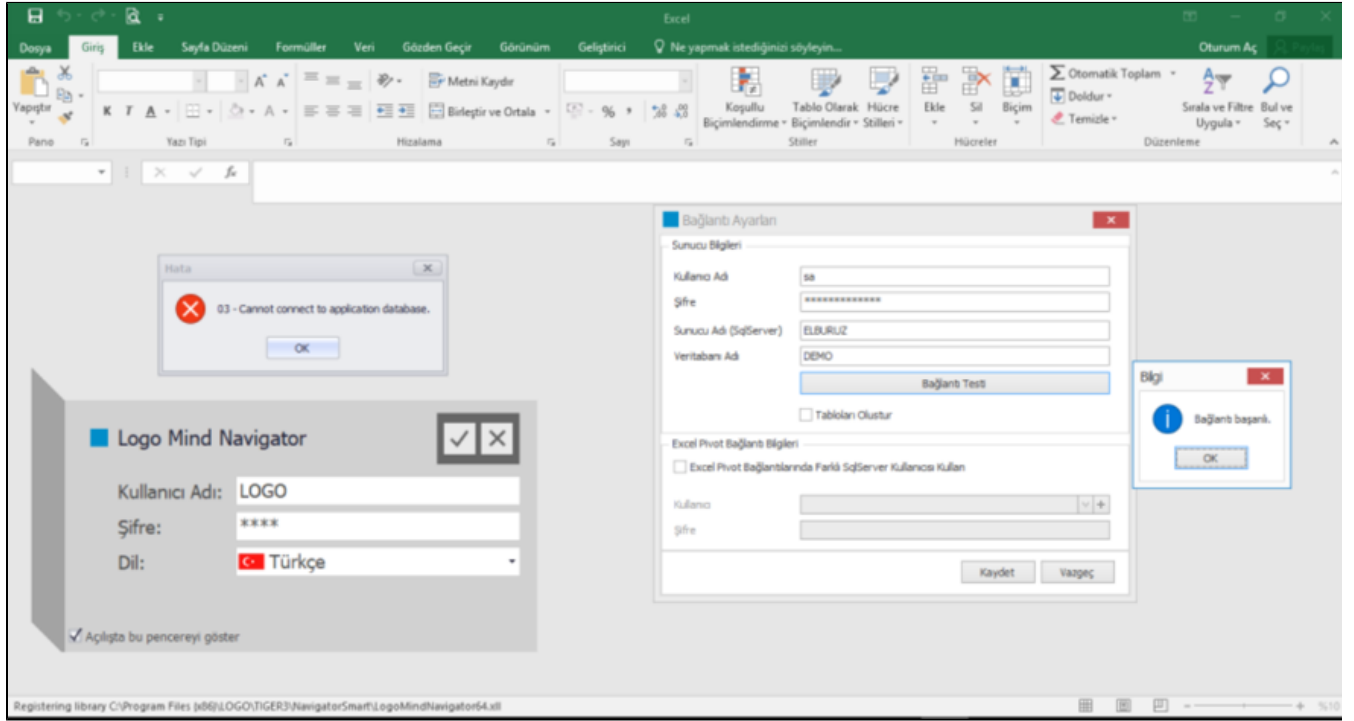 Excel
Dosya Giriş Ekle Sayfa Düzeni Formüller Veri Gözden Geçir Görünüm Geliştirici Ne yapmak istediğinizi söyleyin... Oturum Aç Paylaş
Yapıştır
K T A
Metni Kaydır
Birleştir ve Ortala
%
Koşullu Biçimlendirme
Tablo Olarak Biçimlendir
Hücre Stilleri
Ekle Sil Biçim
Otomatik Toplam
Doldur
Temizle
Sırala ve Filtre Uygula
Bul ve Seç
Pano Yazı Tipi Hizalama Sayı Stiller Hücreler Düzenleme
fx
Hata
03 - Cannot connect to application database.
OK
Logo Mind Navigator
Kullanıcı Adı: LOGO
Şifre: ****
Dil: Türkçe
Açılışta bu pencereyi göster
Bağlantı Ayarları
Sunucu Bilgileri
Kullanıcı Adı sa
Şifre *************
Sunucu Adı (SqlServer) ELBURUZ
Veritabanı Adı DEMO
Bağlantı Testi
Tabloları Olustur
Excel Pivot Bağlantı Bilgileri
Excel Pivot Bağlantılarında Farklı SqlServer Kullanıcısı Kullan
Kullanıcı
Şifre
Kaydet Vazgeç
Bilgi
Bağlantı başarılı.
OK
Registering library C:\Program Files (x86)\LOGO\TIGER3\NavigatorSmart\LogoMindNavigator64.xll
%10